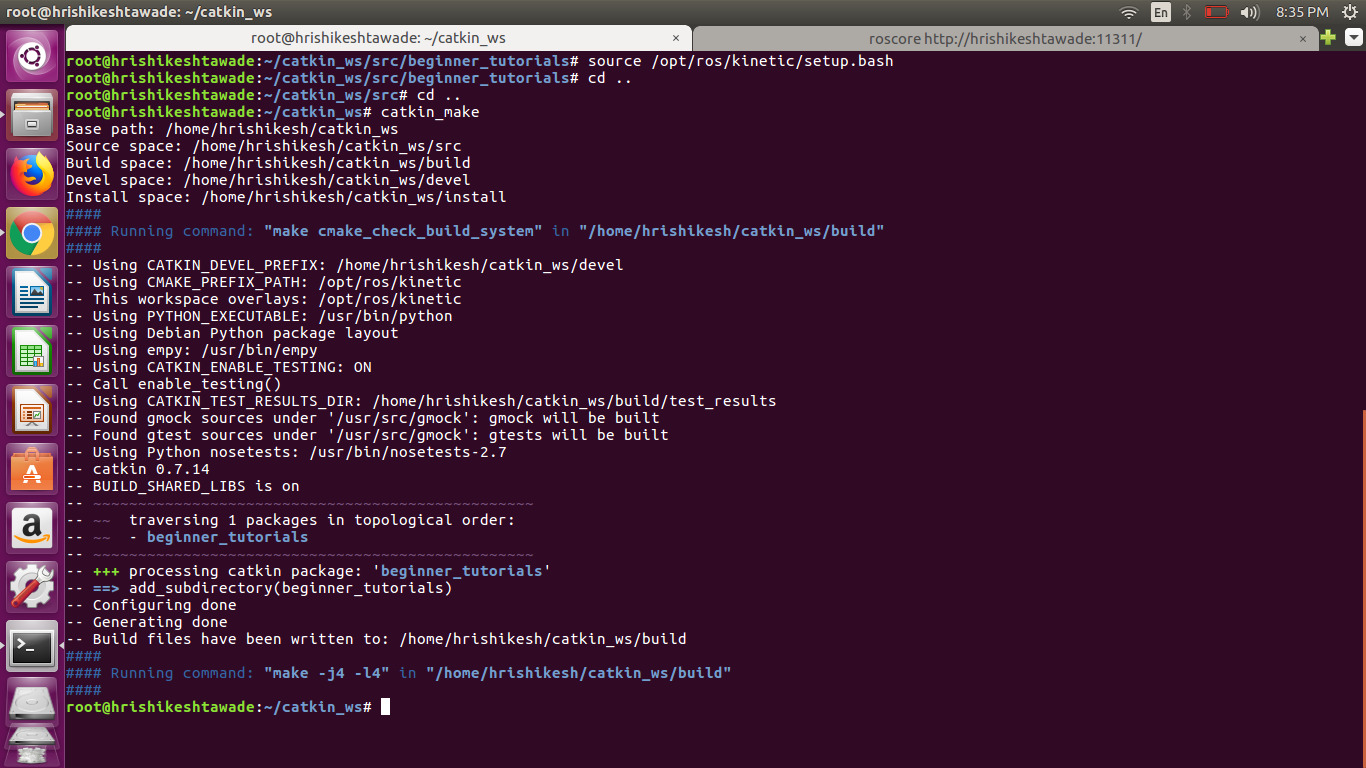 root@hrishikeshtawade: ~/catkin_ws
En
8:35 PM
root@hrishikeshtawade: ~/catkin_ws ×
roscore http://hrishikeshtawade:11311/ ×
root@hrishikeshtawade:~/catkin_ws/src/beginner_tutorials# source /opt/ros/kinetic/setup.bash
root@hrishikeshtawade:~/catkin_ws/src/beginner_tutorials# cd ..
root@hrishikeshtawade:~/catkin_ws/src# cd ..
root@hrishikeshtawade:~/catkin_ws# catkin_make
Base path: /home/hrishikesh/catkin_ws
Source space: /home/hrishikesh/catkin_ws/src
Build space: /home/hrishikesh/catkin_ws/build
Devel space: /home/hrishikesh/catkin_ws/devel
Install space: /home/hrishikesh/catkin_ws/install
####
#### Running command: "make cmake_check_build_system" in "/home/hrishikesh/catkin_ws/build"
####
-- Using CATKIN_DEVEL_PREFIX: /home/hrishikesh/catkin_ws/devel
-- Using CMAKE_PREFIX_PATH: /opt/ros/kinetic
-- This workspace overlays: /opt/ros/kinetic
-- Using PYTHON_EXECUTABLE: /usr/bin/python
-- Using Debian Python package layout
-- Using empy: /usr/bin/empy
-- Using CATKIN_ENABLE_TESTING: ON
-- Call enable_testing()
-- Using CATKIN_TEST_RESULTS_DIR: /home/hrishikesh/catkin_ws/build/test_results
-- Found gmock sources under '/usr/src/gmock': gmock will be built
-- Found gtest sources under '/usr/src/gmock': gtests will be built
-- Using Python nosetests: /usr/bin/nosetests-2.7
-- catkin 0.7.14
-- BUILD_SHARED_LIBS is on
-- ~~~~~~~~~~~~~~~~~~~~~~~~~~~~~~~~~~~~~~~~~~~~~~~~~
-- ~~  traversing 1 packages in topological order:
-- ~~  - beginner_tutorials
-- ~~~~~~~~~~~~~~~~~~~~~~~~~~~~~~~~~~~~~~~~~~~~~~~~~
-- +++ processing catkin package: 'beginner_tutorials'
-- ==> add_subdirectory(beginner_tutorials)
-- Configuring done
-- Generating done
-- Build files have been written to: /home/hrishikesh/catkin_ws/build
####
#### Running command: "make -j4 -l4" in "/home/hrishikesh/catkin_ws/build"
####
root@hrishikeshtawade:~/catkin_ws#